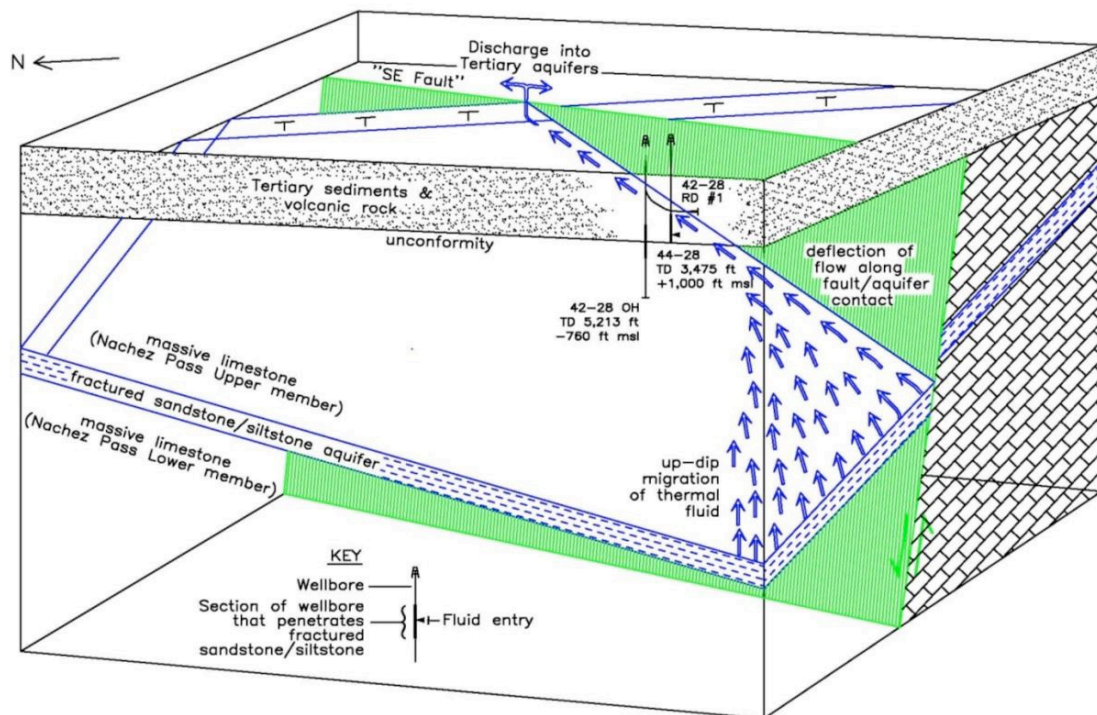 N
"SE Fault"
Discharge into
Tertiary aquifers
T
T
T
T
T
Tertiary sediments &
volcanic rock
unconformity
42-28
RD #1
44-28
TD 3,475 ft
+1,000 ft msl
42-28 OH
TD 5,213 ft
-760 ft msl
deflection of
flow along
fault/aquifer
contact
massive limestone
(Nachez Pass Upper member)
fractured sandstone/siltstone aquifer
massive limestone
(Nachez Pass Lower member)
up-dip
migration
of thermal
fluid
KEY
Wellbore
Section of wellbore
that penetrates
fractured
sandstone/siltstone
Fluid entry